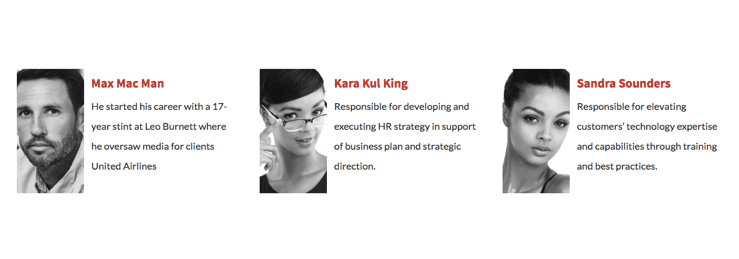 Max Mac Man
He started his career with a 17-
year stint at Leo Burnett where
he oversaw media for clients
United Airlines
Kara Kul King
Responsible for developing and
executing HR strategy in support
of business plan and strategic
direction.
Sandra Sounders
Responsible for elevating
customers' technology expertise
and capabilities through training
and best practices.